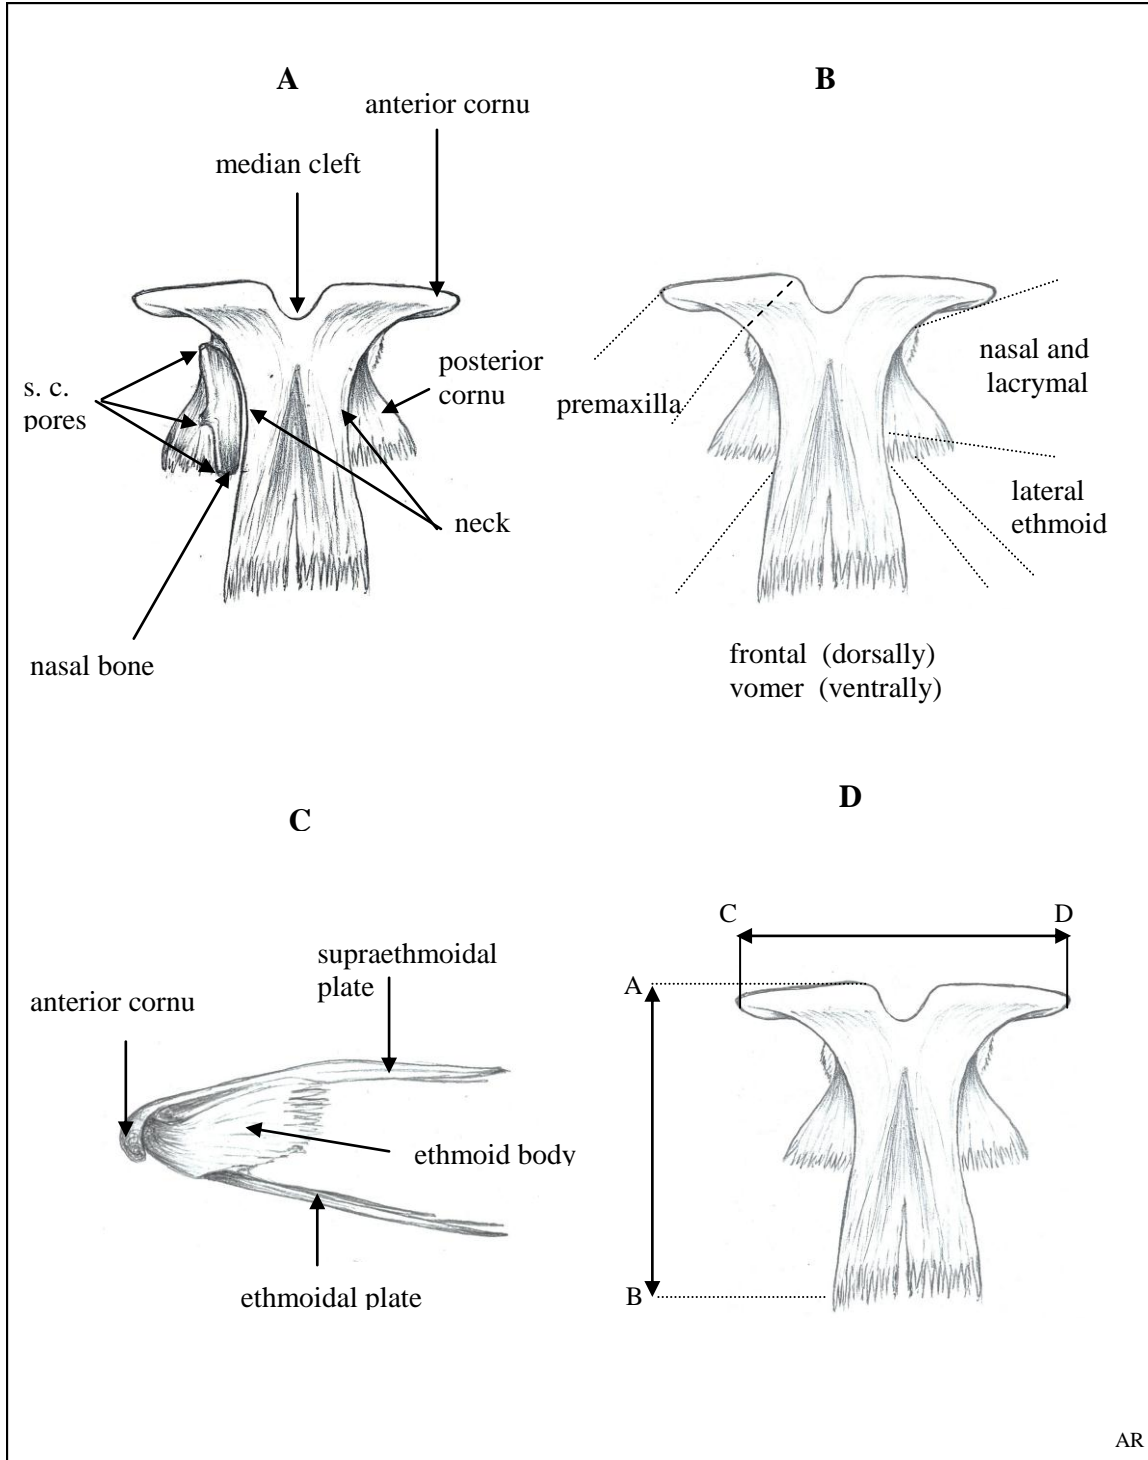 A
anterior cornu
median cleft
s. c.
pores
posterior
cornu
neck
nasal bone
B
premaxilla
nasal and
lacrymal
lateral
ethmoid
frontal (dorsally)
vomer (ventrally)
C
anterior cornu
supraethmoidal
plate
ethmoid body
ethmoidal plate
D
C
D
A
B
AR